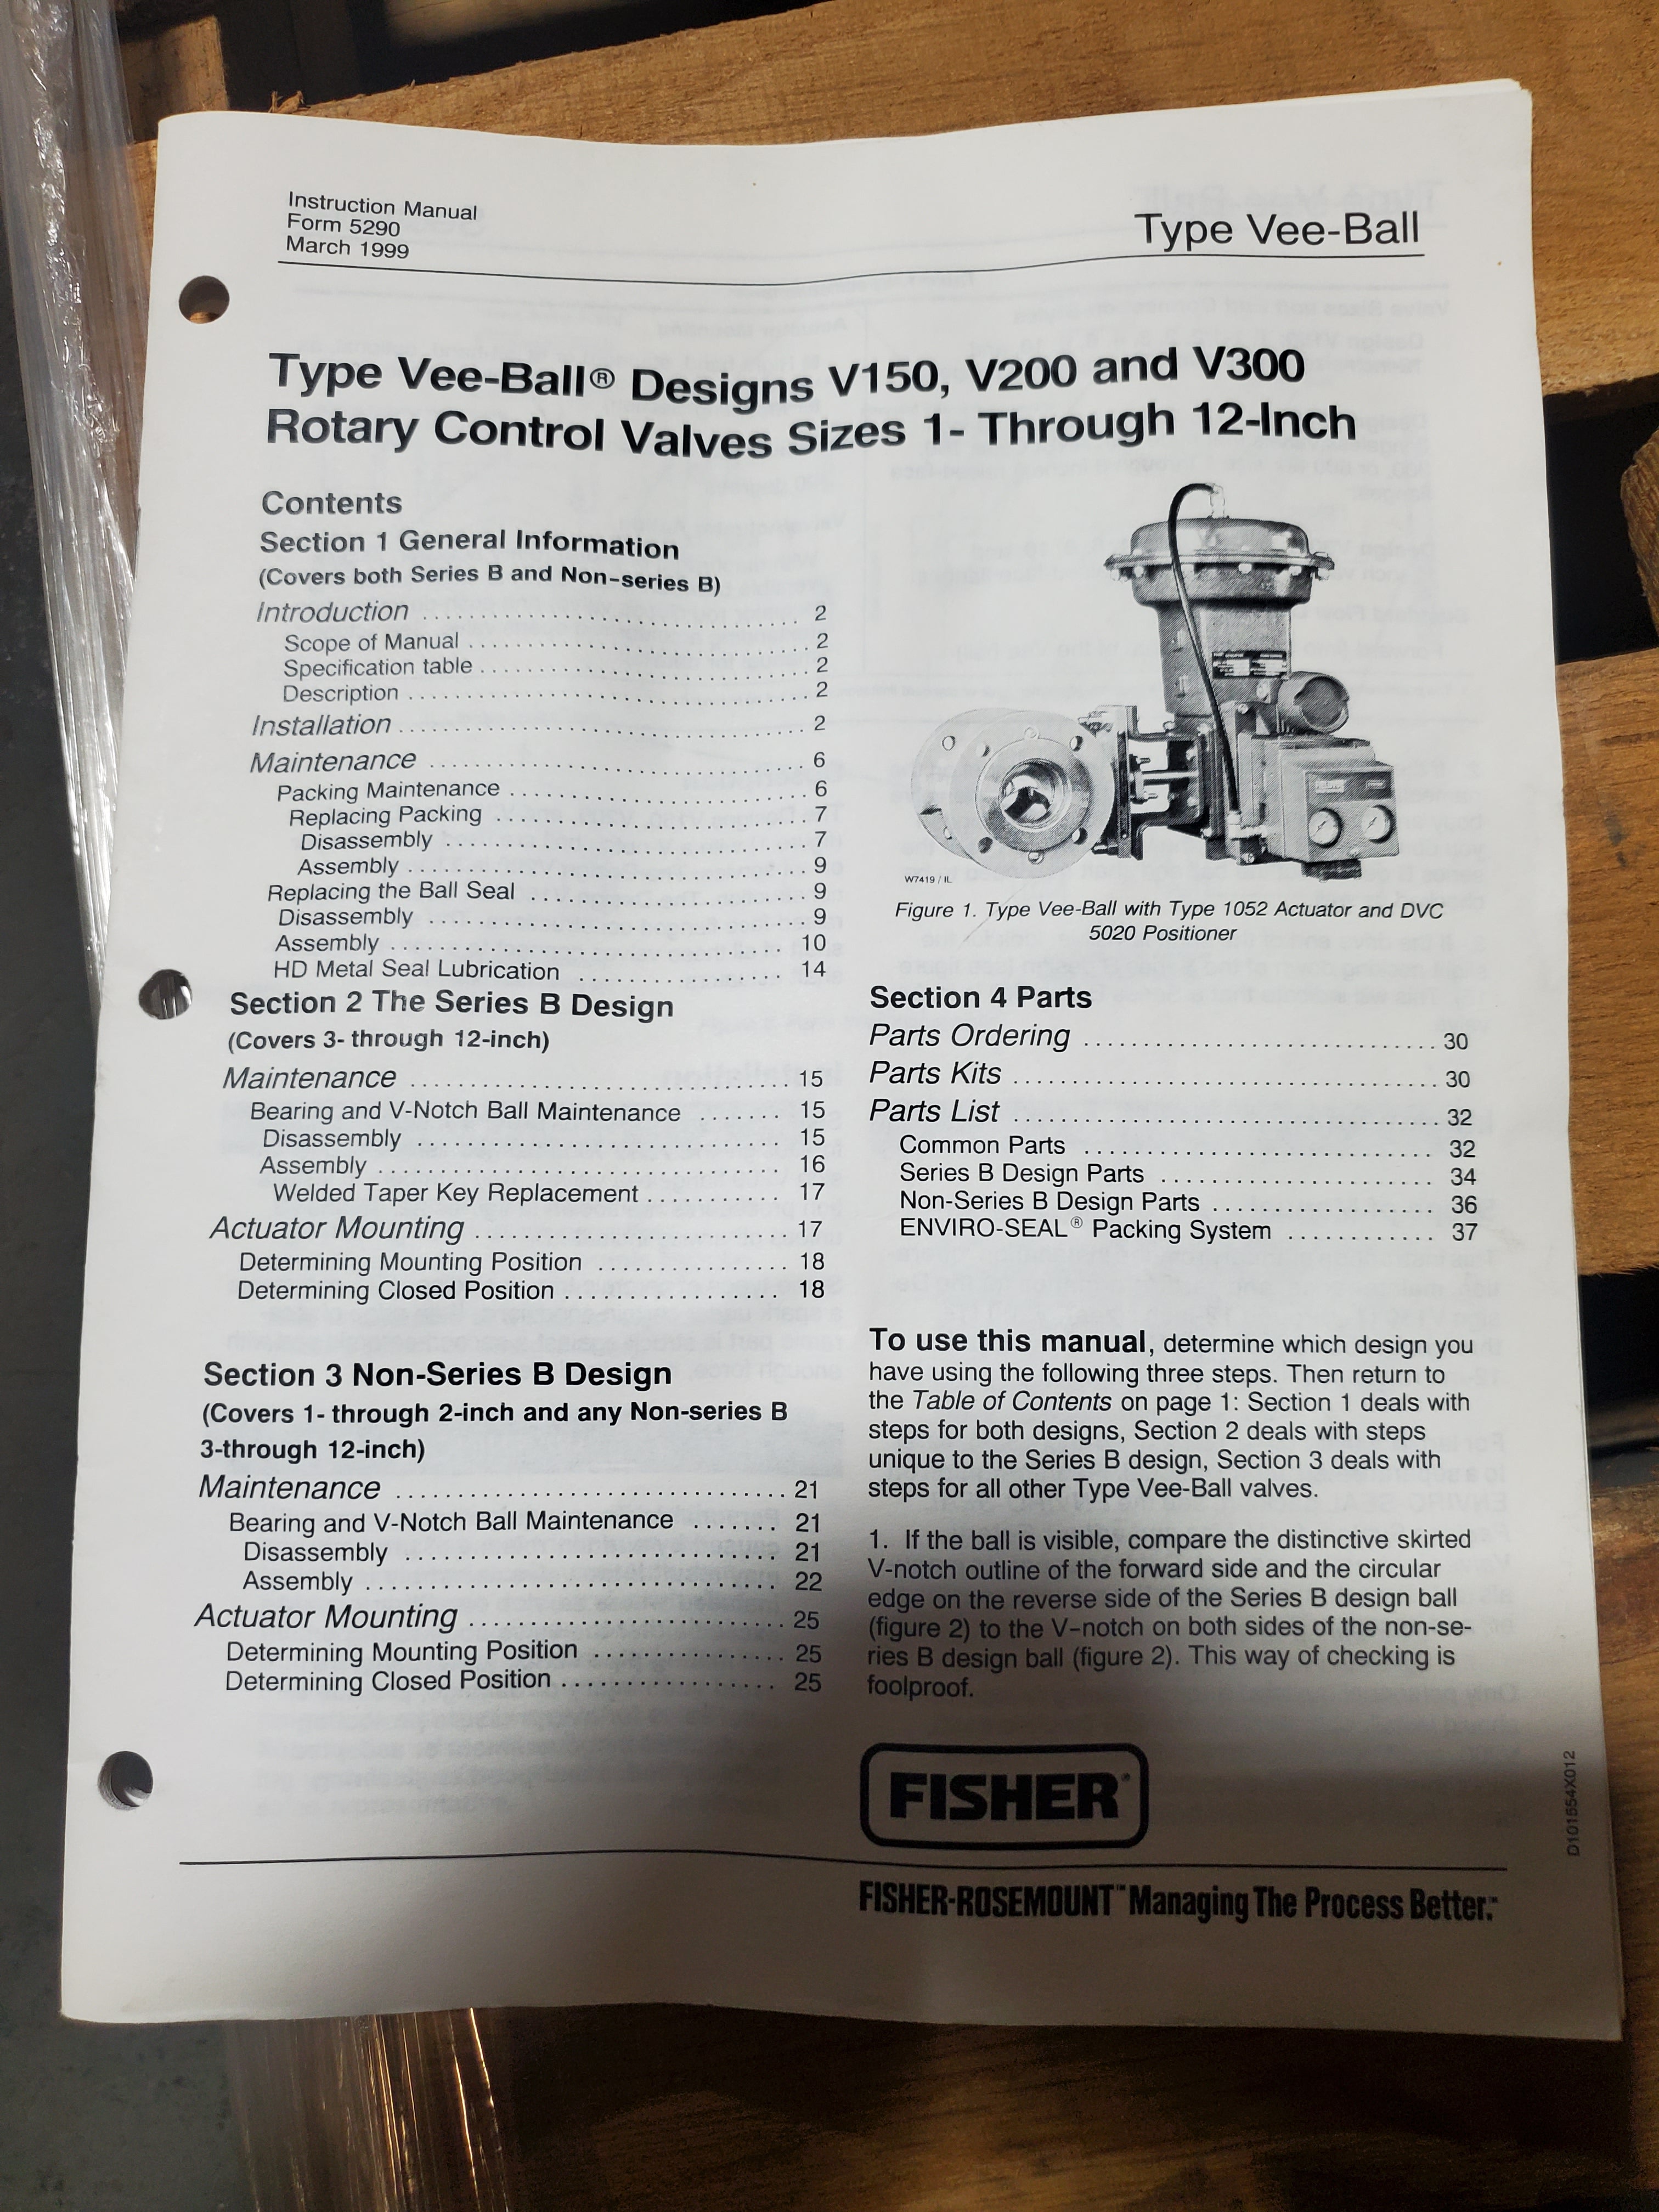 Instruction Manual
Form 5290
March 1999
Type Vee-Ball
Type Vee-Ball® Designs V150, V200 and V300
Rotary Control Valves Sizes 1- Through 12-Inch
Contents
Section 1 General Information
(Covers both Series B and Non-series B)
Introduction . . . . . . . . . . . . . . . . . . . . . . . . . . . . . . 2
Scope of Manual . . . . . . . . . . . . . . . . . . . . . . . . . . . 2
Specification table . . . . . . . . . . . . . . . . . . . . . . . . . . 2
Description . . . . . . . . . . . . . . . . . . . . . . . . . . . . . . . . 2
Installation . . . . . . . . . . . . . . . . . . . . . . . . . . . . . . . . 2
Maintenance . . . . . . . . . . . . . . . . . . . . . . . . . . . . . . 6
Packing Maintenance . . . . . . . . . . . . . . . . . . . . . . . 6
Replacing Packing . . . . . . . . . . . . . . . . . . . . . . . . . 7
Disassembly . . . . . . . . . . . . . . . . . . . . . . . . . . . . . 7
Assembly . . . . . . . . . . . . . . . . . . . . . . . . . . . . . . . 9
Replacing the Ball Seal . . . . . . . . . . . . . . . . . . . . . . 9
Disassembly . . . . . . . . . . . . . . . . . . . . . . . . . . . . . . 9
Assembly . . . . . . . . . . . . . . . . . . . . . . . . . . . . . . . 10
HD Metal Seal Lubrication . . . . . . . . . . . . . . . . . 14
Section 2 The Series B Design
(Covers 3- through 12-inch)
Maintenance . . . . . . . . . . . . . . . . . . . . . . . . . . . . . 15
Bearing and V-Notch Ball Maintenance . . . . . . . 15
Disassembly . . . . . . . . . . . . . . . . . . . . . . . . . . . . . 15
Assembly . . . . . . . . . . . . . . . . . . . . . . . . . . . . . . . 16
Welded Taper Key Replacement . . . . . . . . . . . 17
Actuator Mounting . . . . . . . . . . . . . . . . . . . . . . . . 17
Determining Mounting Position . . . . . . . . . . . . . . . 18
Determining Closed Position . . . . . . . . . . . . . . . . . 18
Section 3 Non-Series B Design
(Covers 1- through 2-inch and any Non-series B
3-through 12-inch)
Maintenance . . . . . . . . . . . . . . . . . . . . . . . . . . . . . 21
Bearing and V-Notch Ball Maintenance . . . . . . . 21
Disassembly . . . . . . . . . . . . . . . . . . . . . . . . . . . . . 21
Assembly . . . . . . . . . . . . . . . . . . . . . . . . . . . . . . . 22
Actuator Mounting . . . . . . . . . . . . . . . . . . . . . . . . 25
Determining Mounting Position . . . . . . . . . . . . . . . 25
Determining Closed Position . . . . . . . . . . . . . . . . . 25
W7419 / IL
Figure 1. Type Vee-Ball with Type 1052 Actuator and DVC
5020 Positioner
Section 4 Parts
Parts Ordering . . . . . . . . . . . . . . . . . . . . . . . . . . . . 30
Parts Kits . . . . . . . . . . . . . . . . . . . . . . . . . . . . . . . . 30
Parts List . . . . . . . . . . . . . . . . . . . . . . . . . . . . . . . . 32
Common Parts . . . . . . . . . . . . . . . . . . . . . . . . . . . . 32
Series B Design Parts . . . . . . . . . . . . . . . . . . . . . . 34
Non-Series B Design Parts . . . . . . . . . . . . . . . . . . 36
ENVIRO-SEAL® Packing System . . . . . . . . . . . . 37
To use this manual, determine which design you
have using the following three steps. Then return to
the Table of Contents on page 1: Section 1 deals with
steps for both designs, Section 2 deals with steps
unique to the Series B design, Section 3 deals with
steps for all other Type Vee-Ball valves.
1. If the ball is visible, compare the distinctive skirted
V-notch outline of the forward side and the circular
edge on the reverse side of the Series B design ball
(figure 2) to the V-notch on both sides of the non-se-
ries B design ball (figure 2). This way of checking is
foolproof.
FISHER®
D101554X012
FISHER-ROSEMOUNT™ Managing The Process Better.™